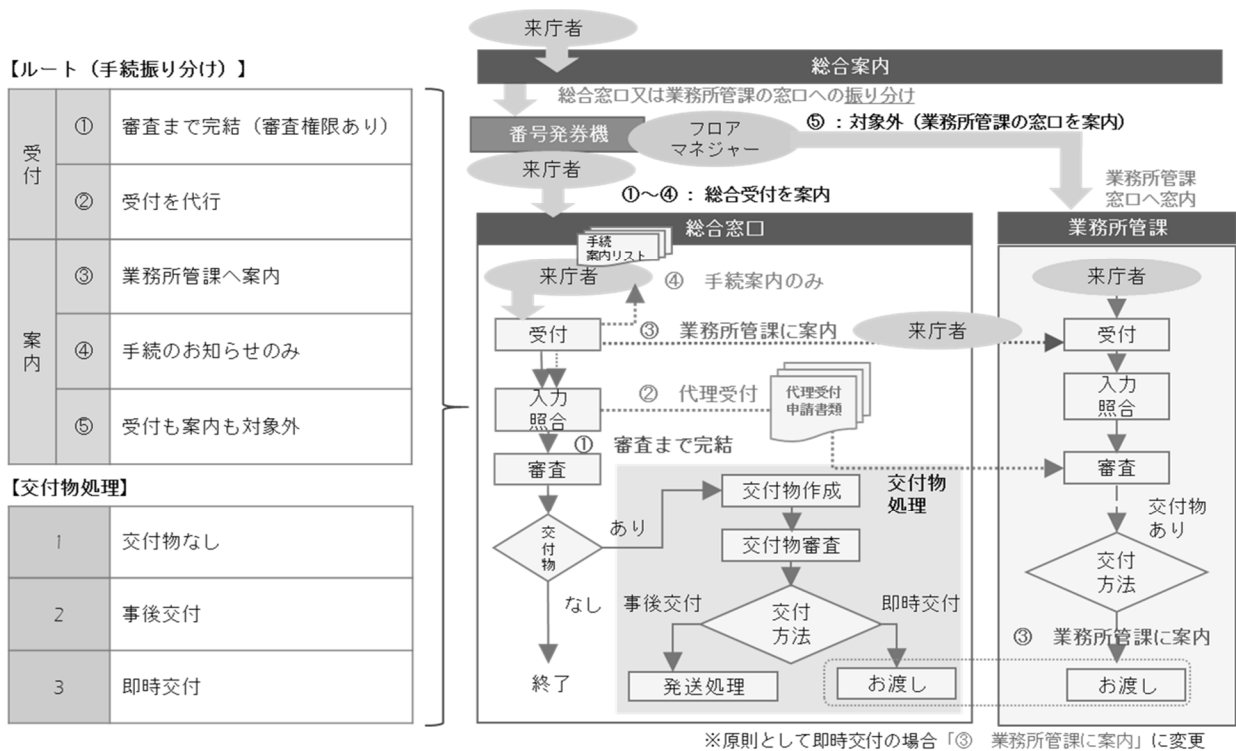 来庁者
【ルート（手続振り分け）】
総合案内
総合窓口又は業務所管課の窓口への振り分け
受付
① 審査まで完結（審査権限あり）
② 受付を代行
案内
③ 業務所管課へ案内
④ 手続のお知らせのみ
⑤ 受付も案内も対象外
【交付物処理】
1 交付物なし
2 事後交付
3 即時交付
番号発券機
フロア
マネジャー
⑤：対象外（業務所管課の窓口を案内）
来庁者
①～④：総合受付を案内
業務所管課
窓口へ窓内
総合窓口
手続
案内リスト
来庁者
④ 手続案内のみ
受付
③ 業務所管課に案内
来庁者
入力
照合
② 代理受付
代理受付
申請書類
① 審査まで完結
審査
交付物
あり
なし
終了
交付物
処理
交付物作成
交付物審査
事後交付
即時交付
交付
方法
発送処理
お渡し
業務所管課
来庁者
受付
入力
照合
審査
交付物
あり
交付
方法
③ 業務所管課に案内
お渡し
※原則として即時交付の場合「③ 業務所管課に案内」に変更